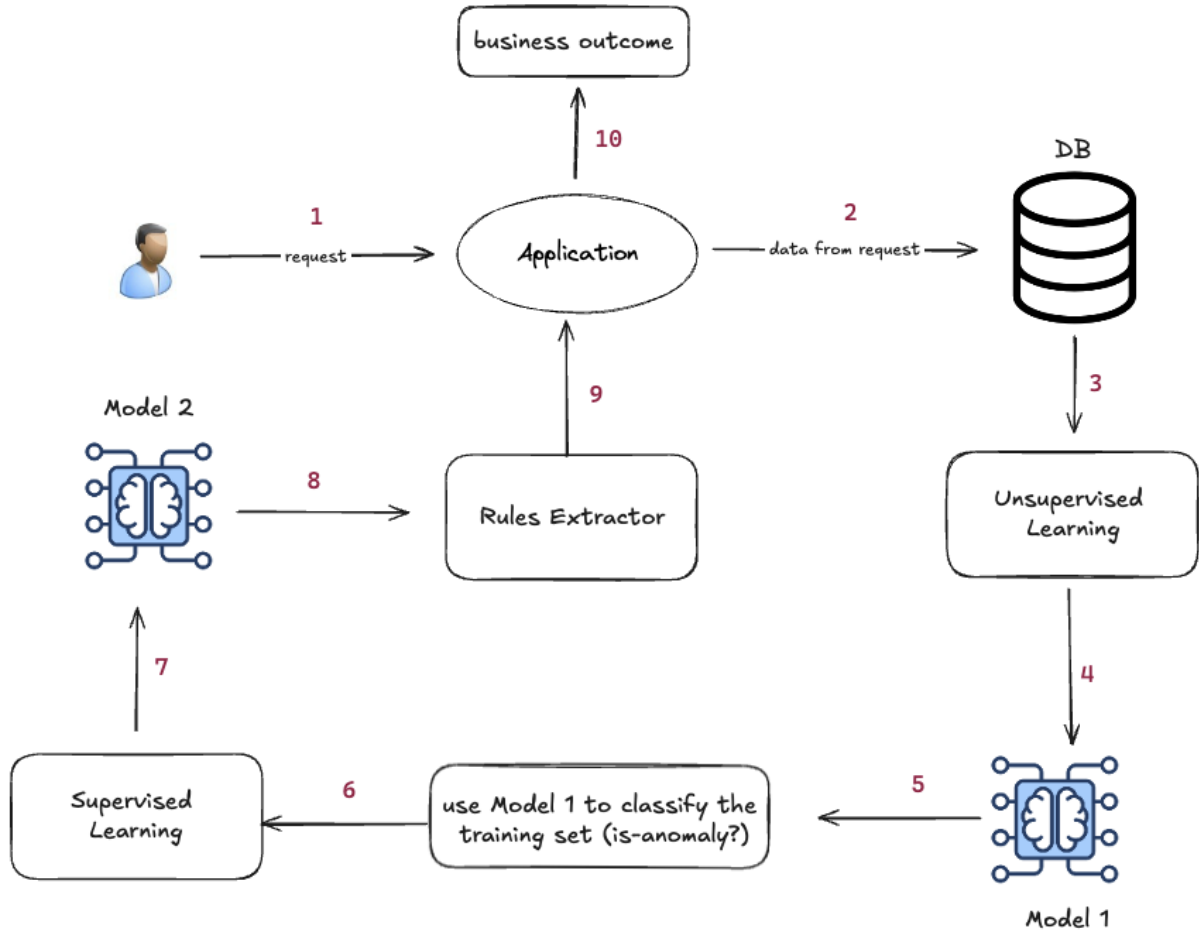 business outcome
10
DB
1
request
Application
2
data from request
3
9
Model 2
8
Rules Extractor
Unsupervised
Learning
7
4
5
6
use Model 1 to classify the
training set (is-anomaly?)
Supervised
Learning
Model 1